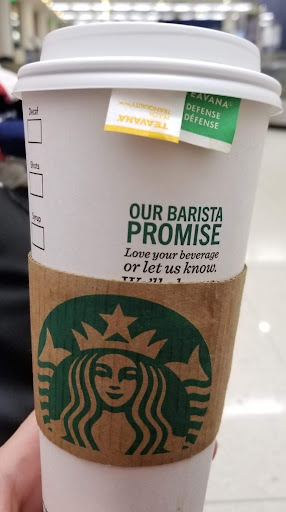 TEAVANA
TEAVANA
DEFENSE
DÉFENSE
Decaf
Shots
Syrup
OUR BARISTA
PROMISE
Love your beverage
or let us know.